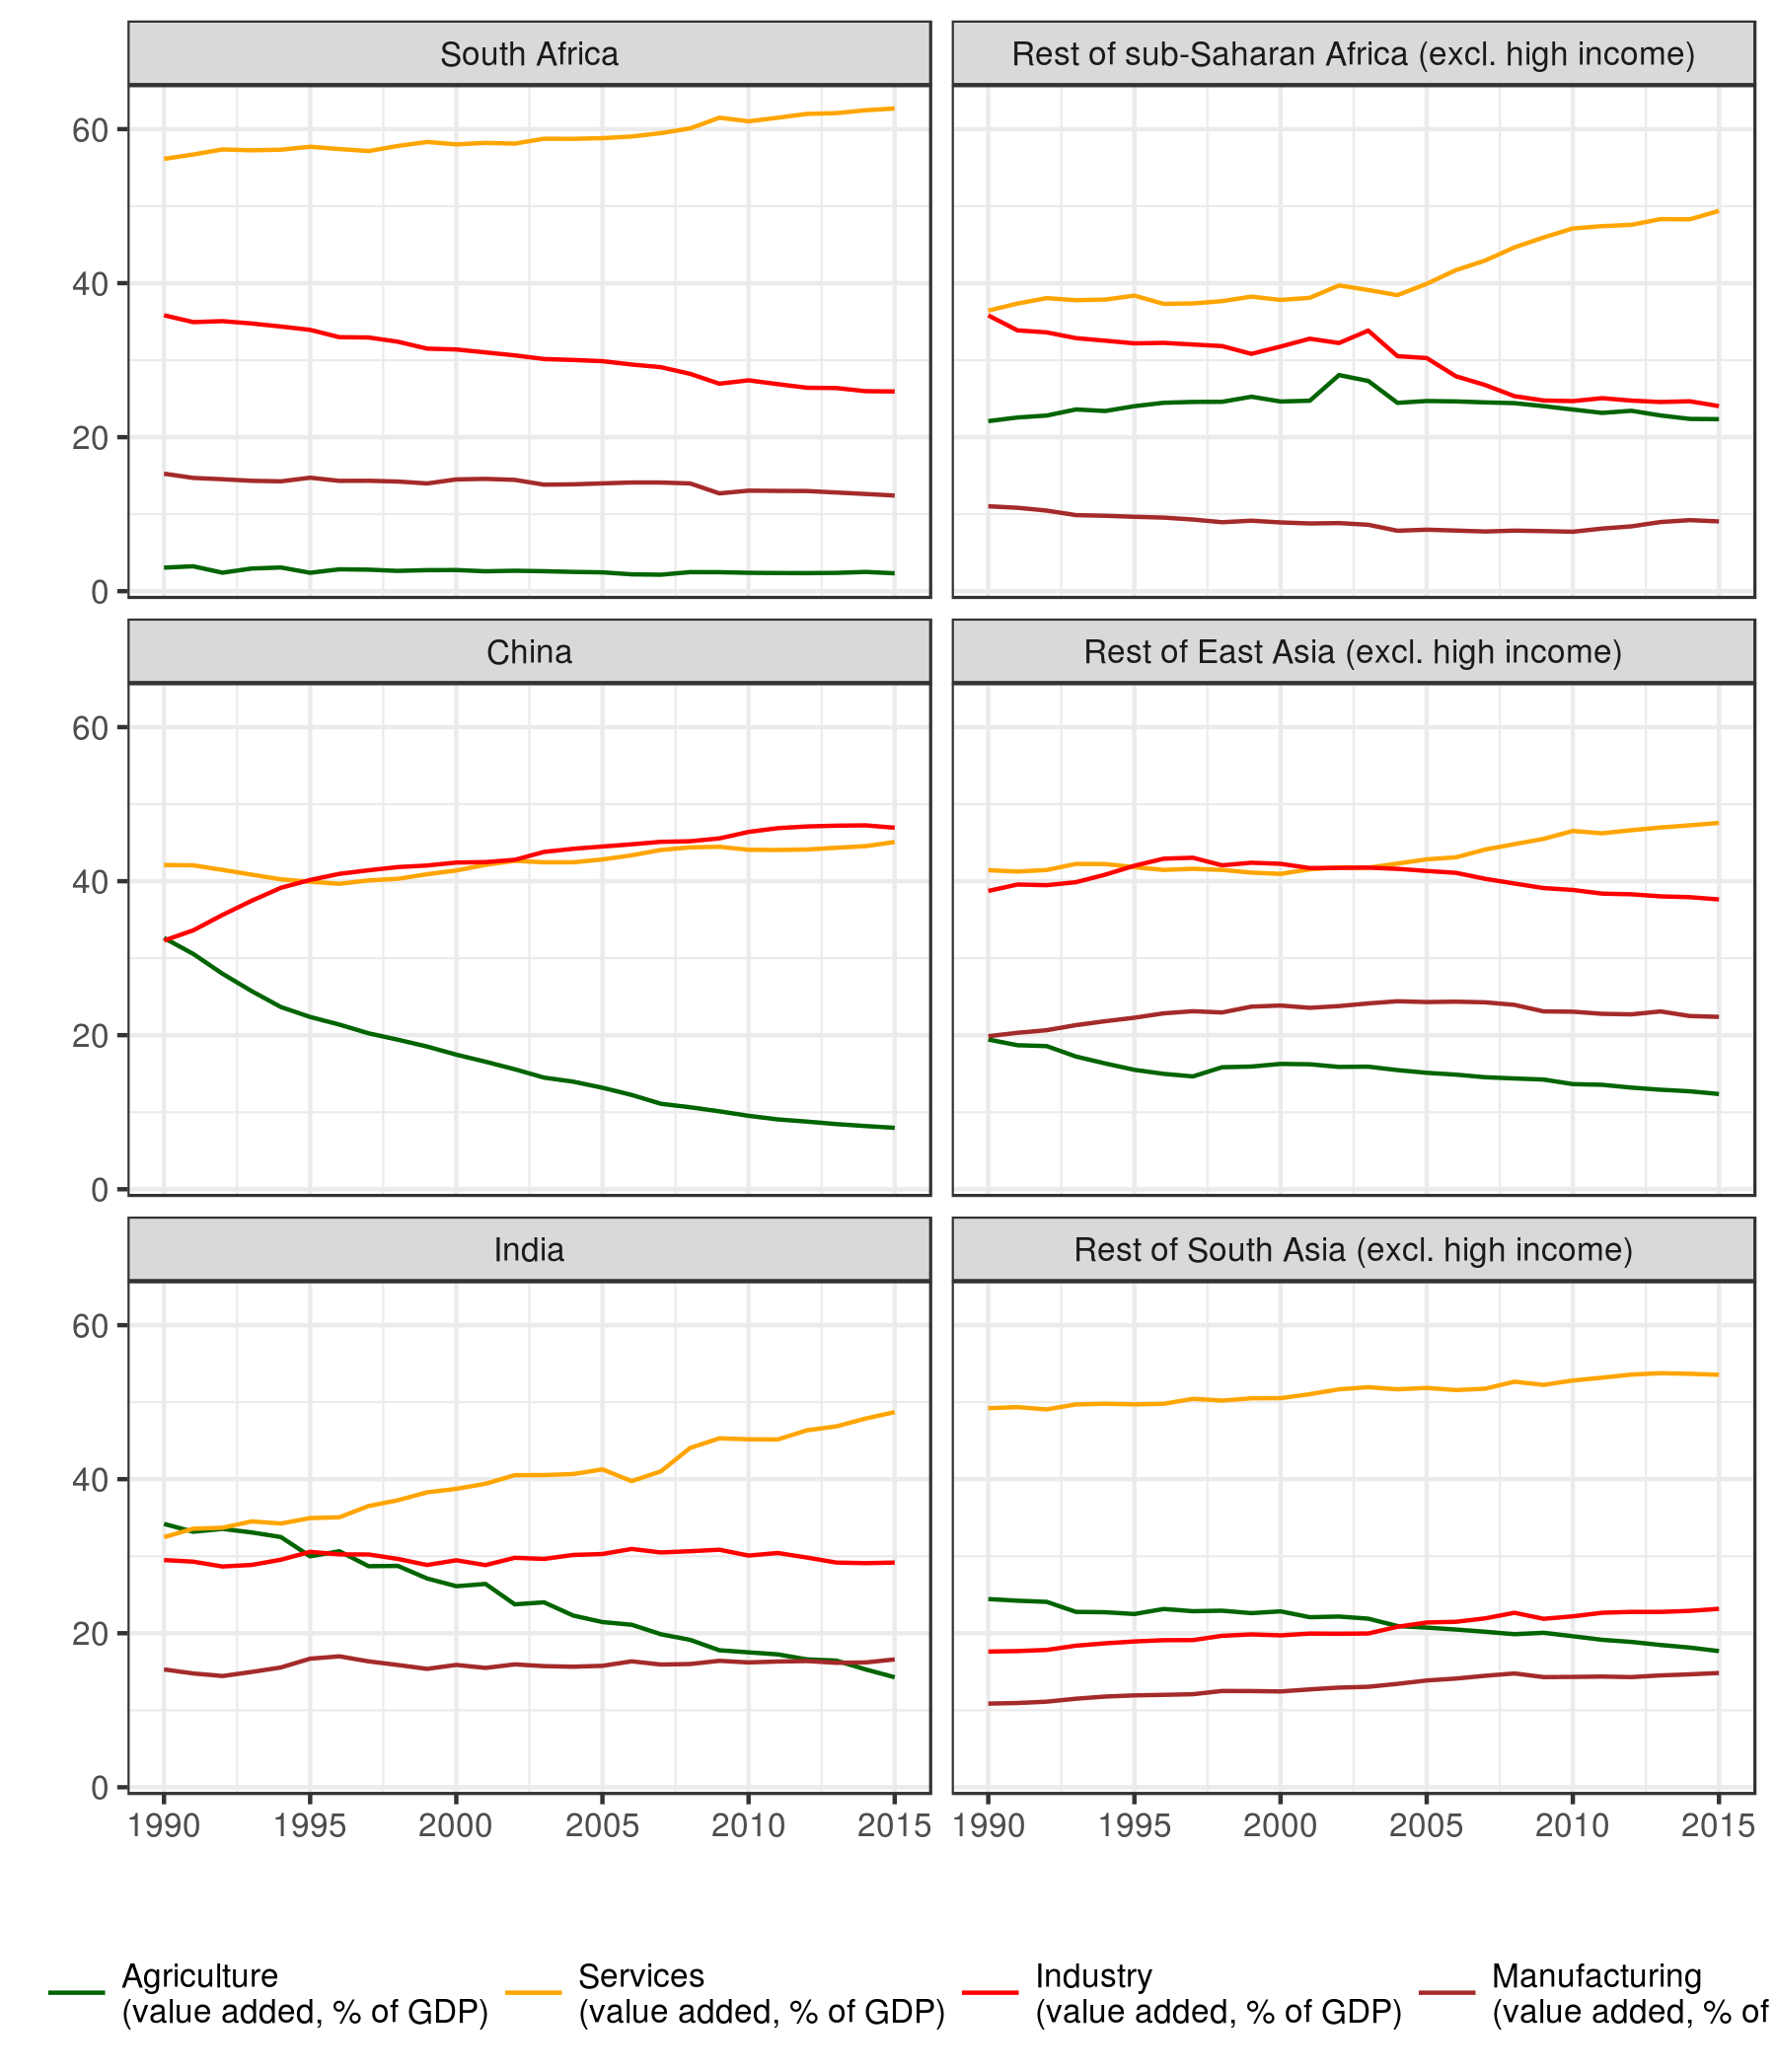 South Africa
Rest of sub-Saharan Africa (excl. high income)
60
40
20
0
China
Rest of East Asia (excl. high income)
60
40
20
0
India
Rest of South Asia (excl. high income)
60
40
20
0
1990 1995 2000 2005 2010 2015
1990 1995 2000 2005 2010 2015
Agriculture
(value added, % of GDP)
Services
(value added, % of GDP)
Industry
(value added, % of GDP)
Manufacturing
(value added, % of